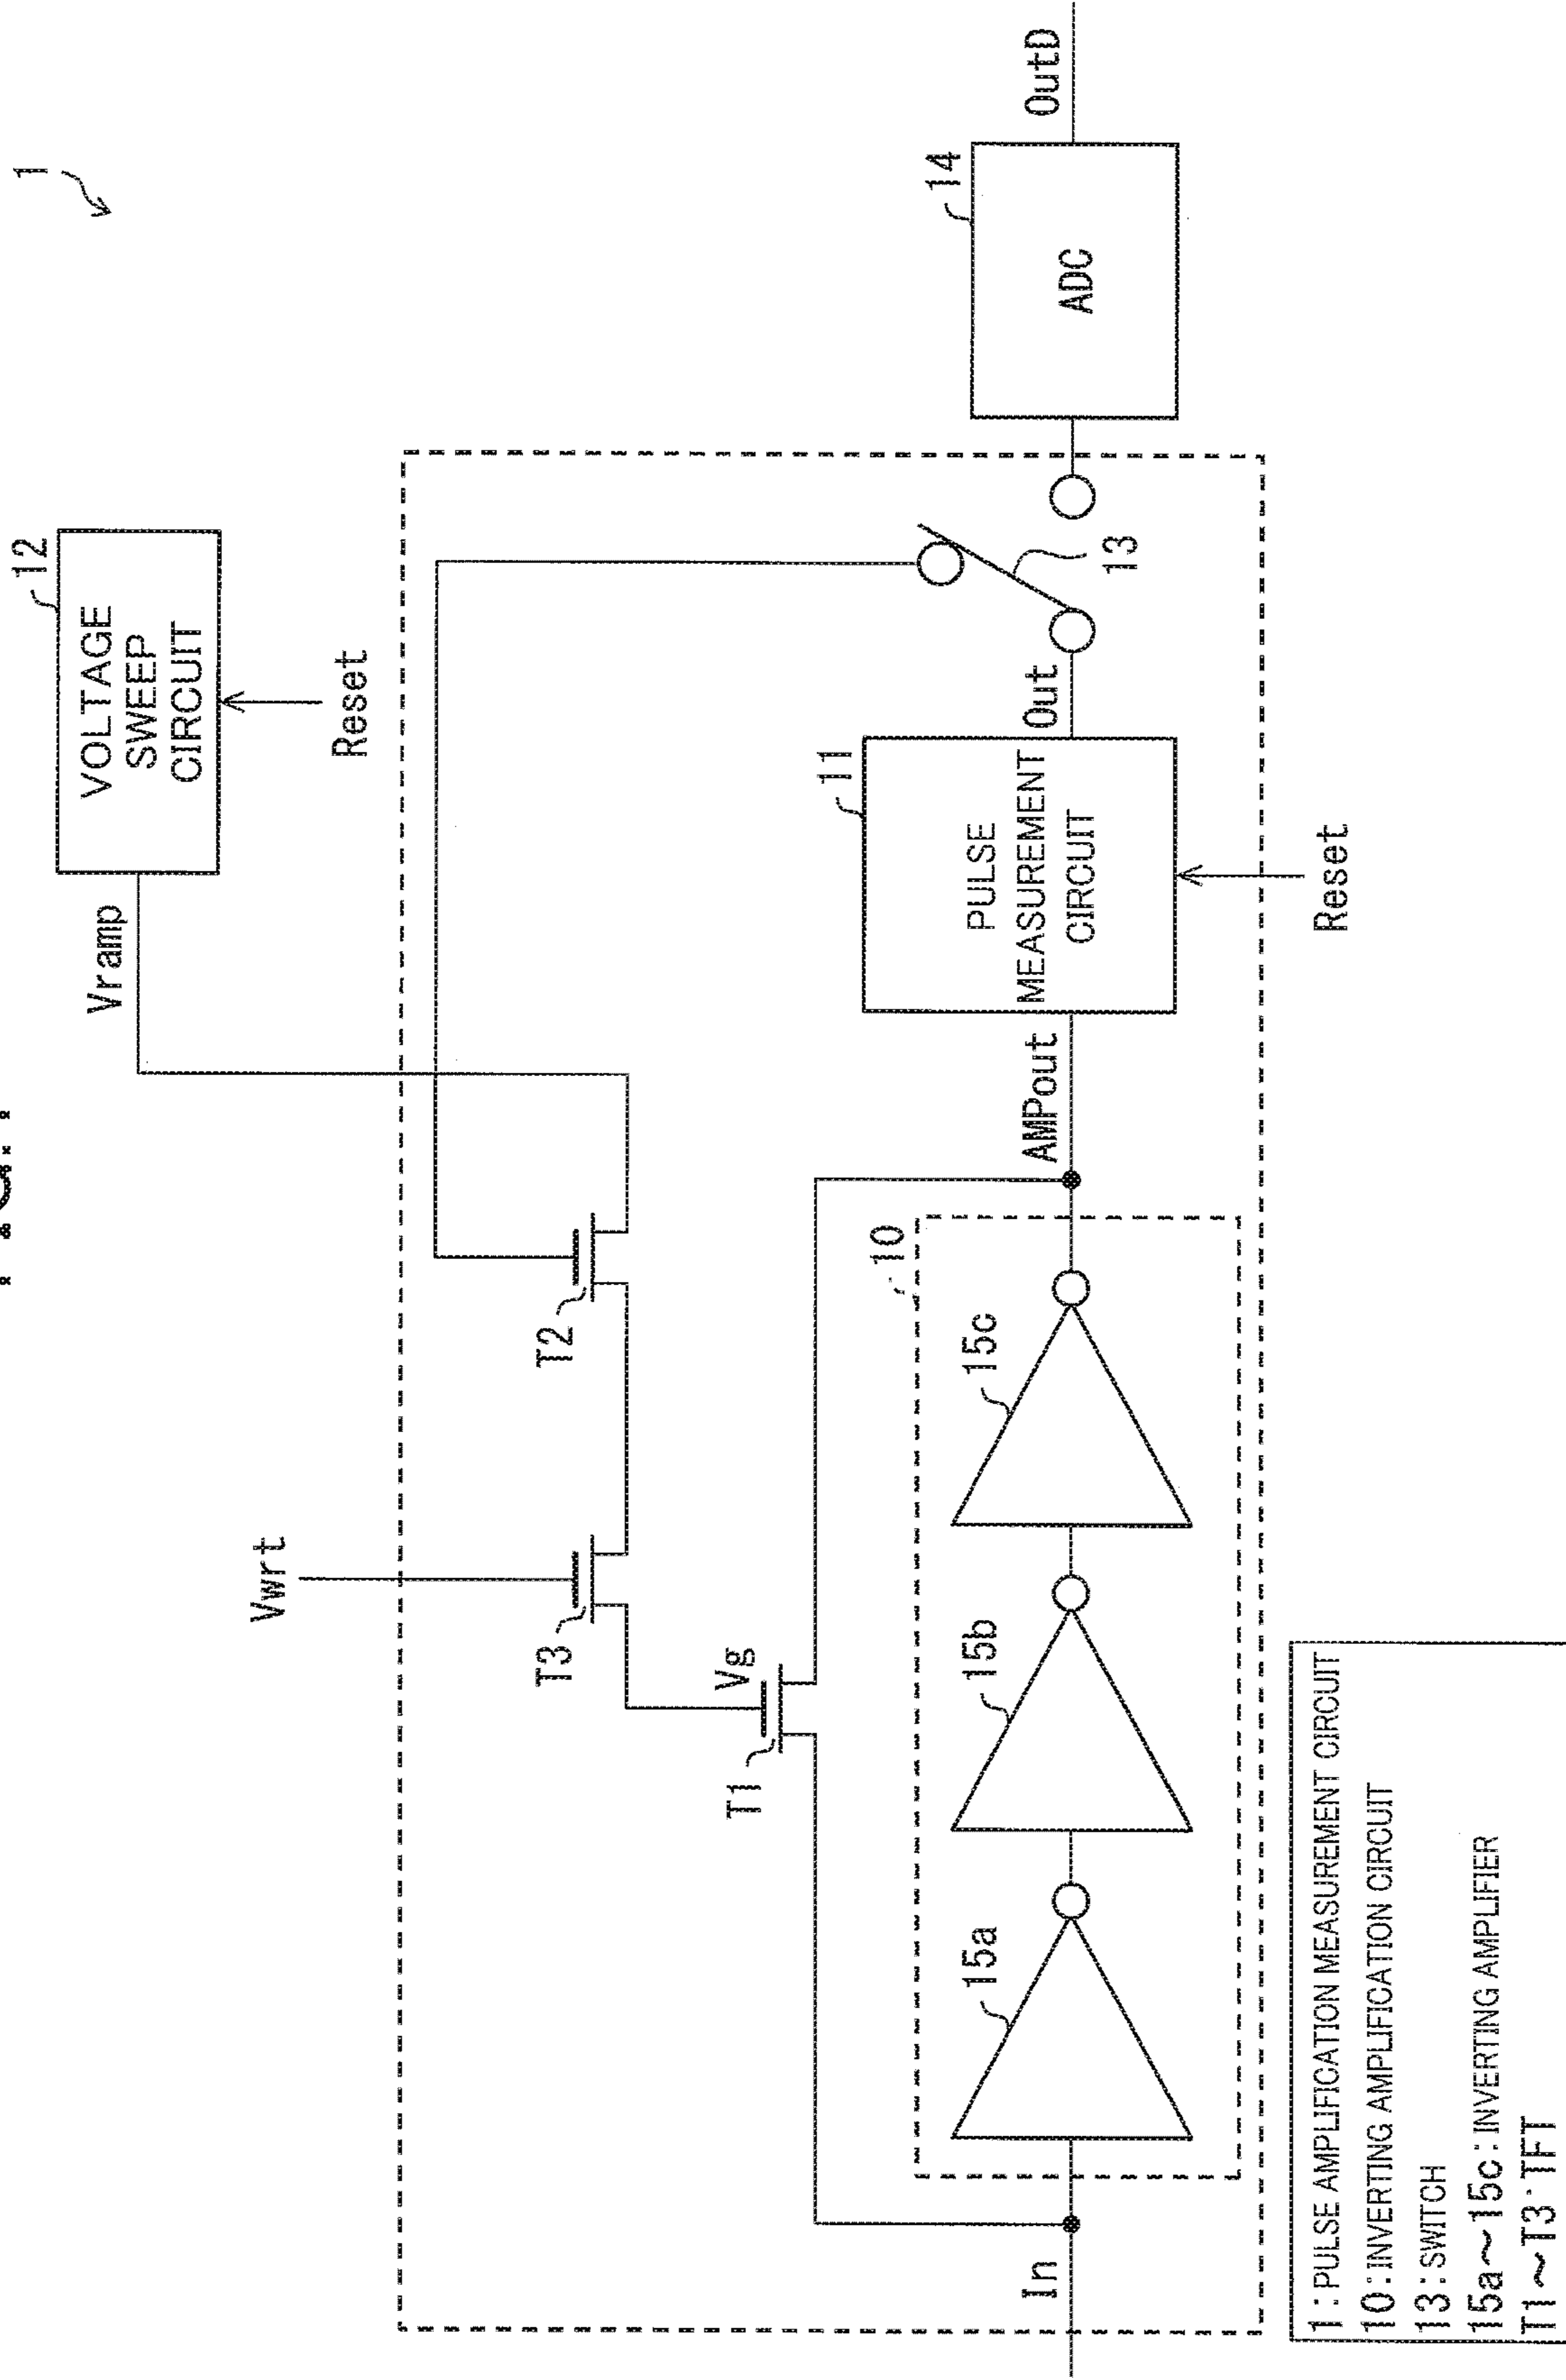 1
12
VOLTAGE
SWEEP
CIRCUIT
Vramp
Reset
Vwrt
T3
T2
T1
Vg
10
15a
15b
15c
In
AMPout
11
PULSE
MEASUREMENT
CIRCUIT
Reset
Out
13
14
ADC
OutD
1:PULSE AMPLIFICATION MEASUREMENT CIRCUIT
10:INVERTING AMPLIFICATION CIRCUIT
13:SWITCH
15a~15c:INVERTING AMPLIFIER
T1~T3:TFT